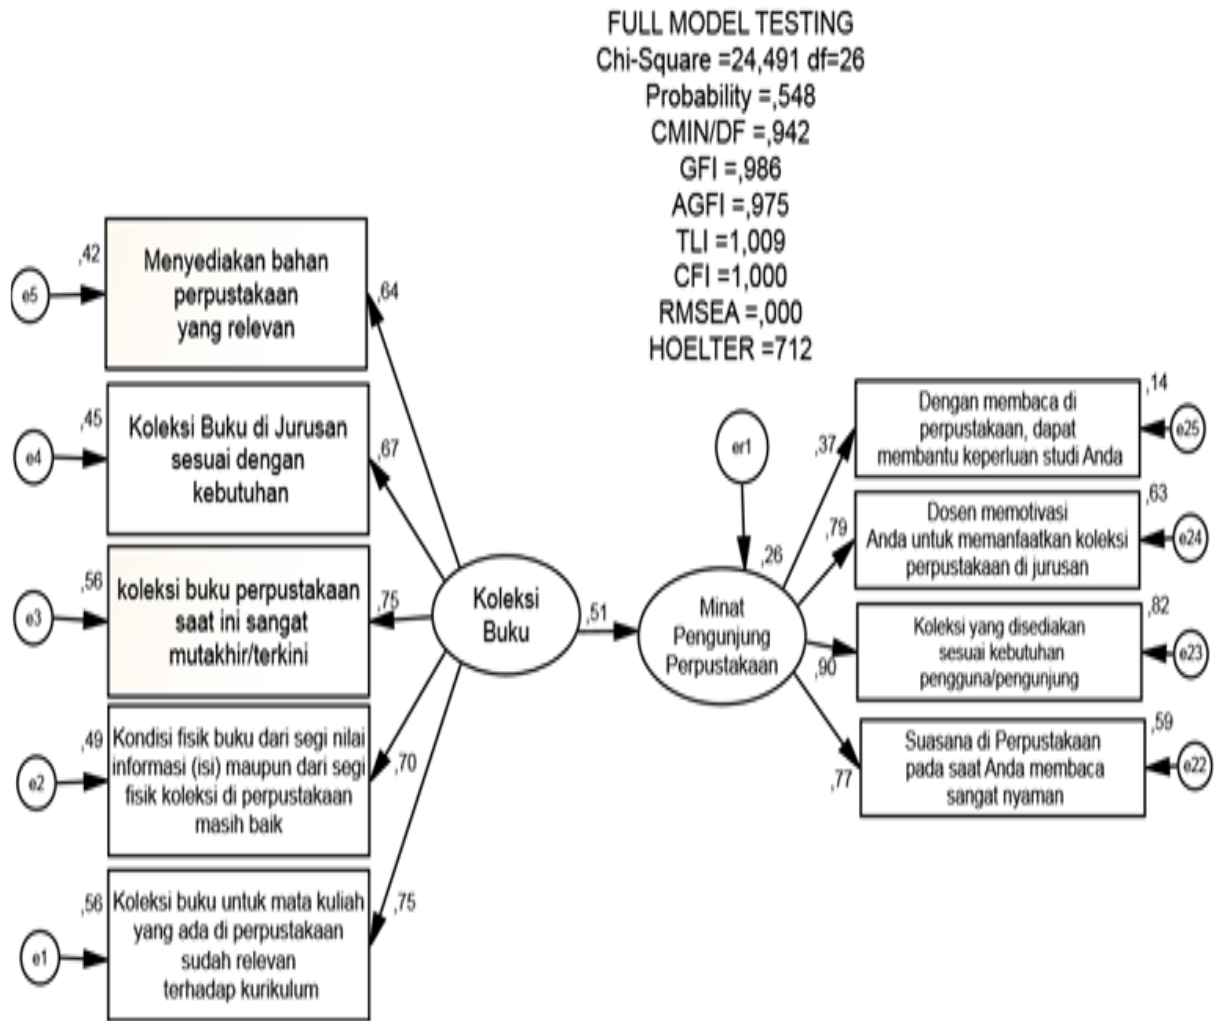 FULL MODEL TESTING
Chi-Square =24,491 df=26
Probability =,548
CMIN/DF =,942
GFI =,986
AGFI =,975
TLI =1,009
CFI =1,000
RMSEA =,000
HOELTER =712
e5
,42
Menyediakan bahan
perpustakaan
yang relevan
,64
e4
,45
Koleksi Buku di Jurusan
sesuai dengan
kebutuhan
,67
e3
,56
koleksi buku perpustakaan
saat ini sangat
mutakhir/terkini
,75
e2
,49
Kondisi fisik buku dari segi nilai
informasi (isi) maupun dari segi
fisik koleksi di perpustakaan
masih baik
,70
e1
,56
Koleksi buku untuk mata kuliah
yang ada di perpustakaan
sudah relevan
terhadap kurikulum
,75
Koleksi
Buku
,51
er1
,26
Minat
Pengunjung
Perpustakaan
,37
Dengan membaca di
perpustakaan, dapat
membantu keperluan studi Anda
,14
e25
,79
Dosen memotivasi
Anda untuk memanfaatkan koleksi
perpustakaan di jurusan
,63
e24
,90
Koleksi yang disediakan
sesuai kebutuhan
pengguna/pengunjung
,82
e23
,77
Suasana di Perpustakaan
pada saat Anda membaca
sangat nyaman
,59
e22